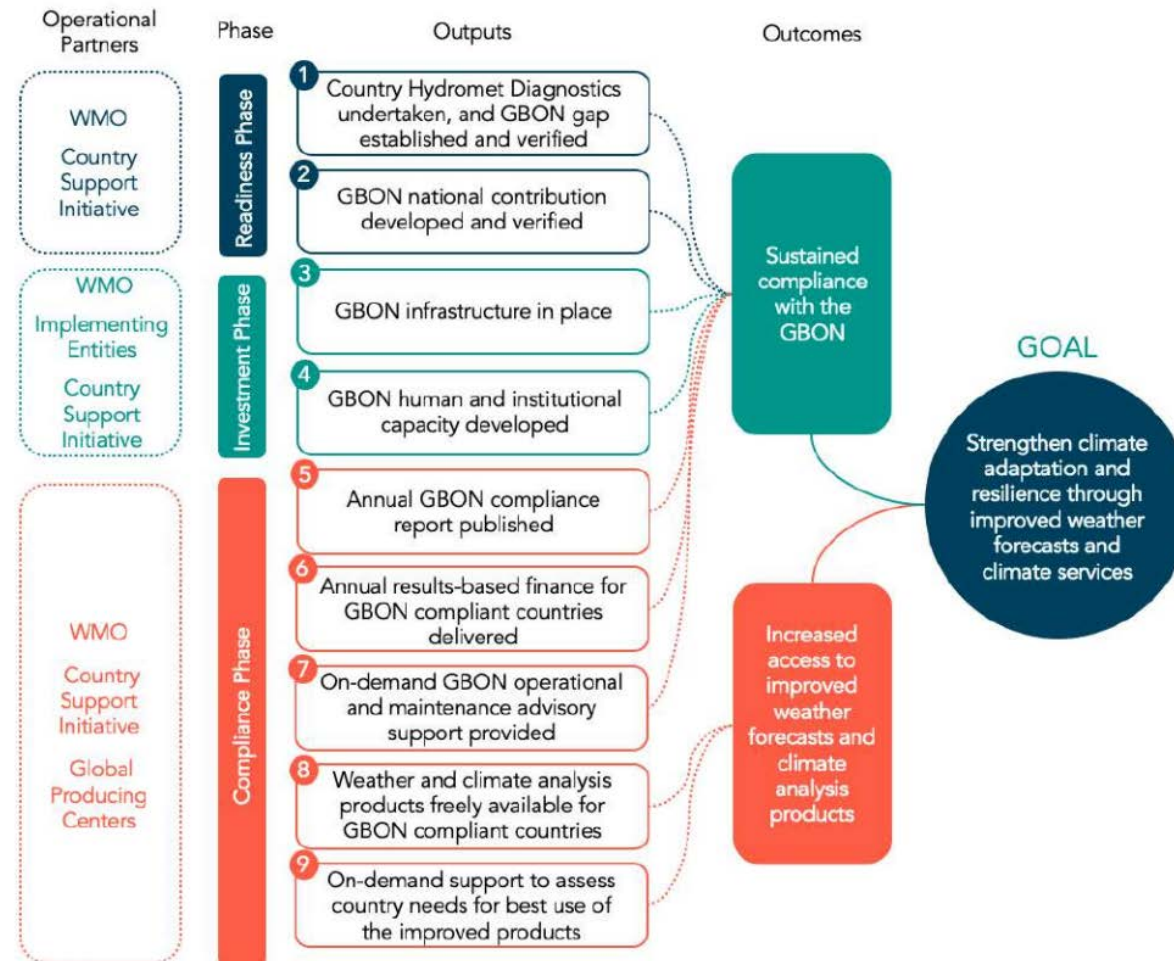 Operational
Partners
Phase
Outputs
Outcomes
WMO
Country
Support
Initiative
Readiness Phase
1
Country Hydromet Diagnostics
undertaken, and GBON gap
established and verified
2
GBON national contribution
developed and verified
WMO
Implementing
Entities
Country
Support
Initiative
Investment Phase
3
GBON infrastructure in place
4
GBON human and institutional
capacity developed
WMO
Country
Support
Initiative
Global
Producing
Centers
Compliance Phase
5
Annual GBON compliance
report published
6
Annual results-based finance for
GBON compliant countries
delivered
7
On-demand GBON operational
and maintenance advisory
support provided
8
Weather and climate analysis
products freely available for
GBON compliant countries
9
On-demand support to assess
country needs for best use of
the improved products
Sustained
compliance
with the
GBON
Increased
access to
improved
weather
forecasts and
climate
analysis
products
GOAL
Strengthen climate
adaptation and
resilience through
improved weather
forecasts and
climate services